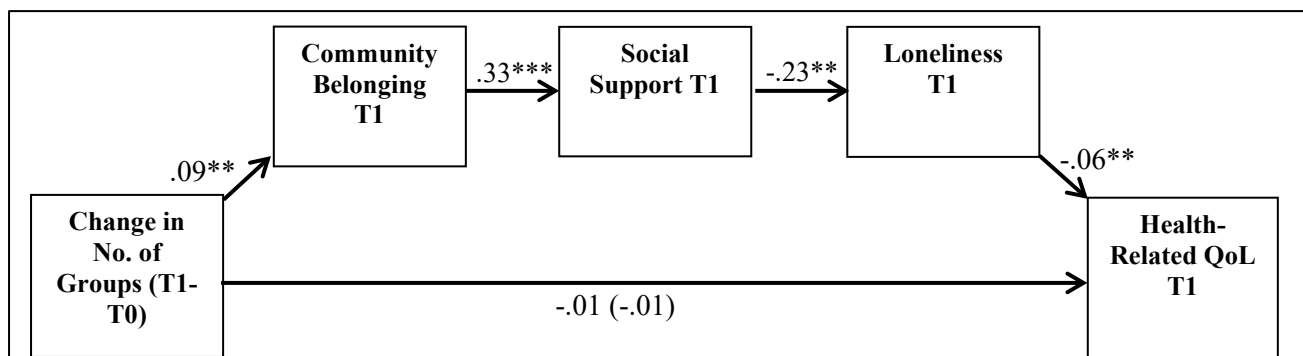 Community
Belonging
T1
.33***
Social
Support T1
-.23**
Loneliness
T1
.09**
-.06**
Change in
No. of
Groups (T1-
T0)
-.01 (-.01)
Health-
Related QoL
T1